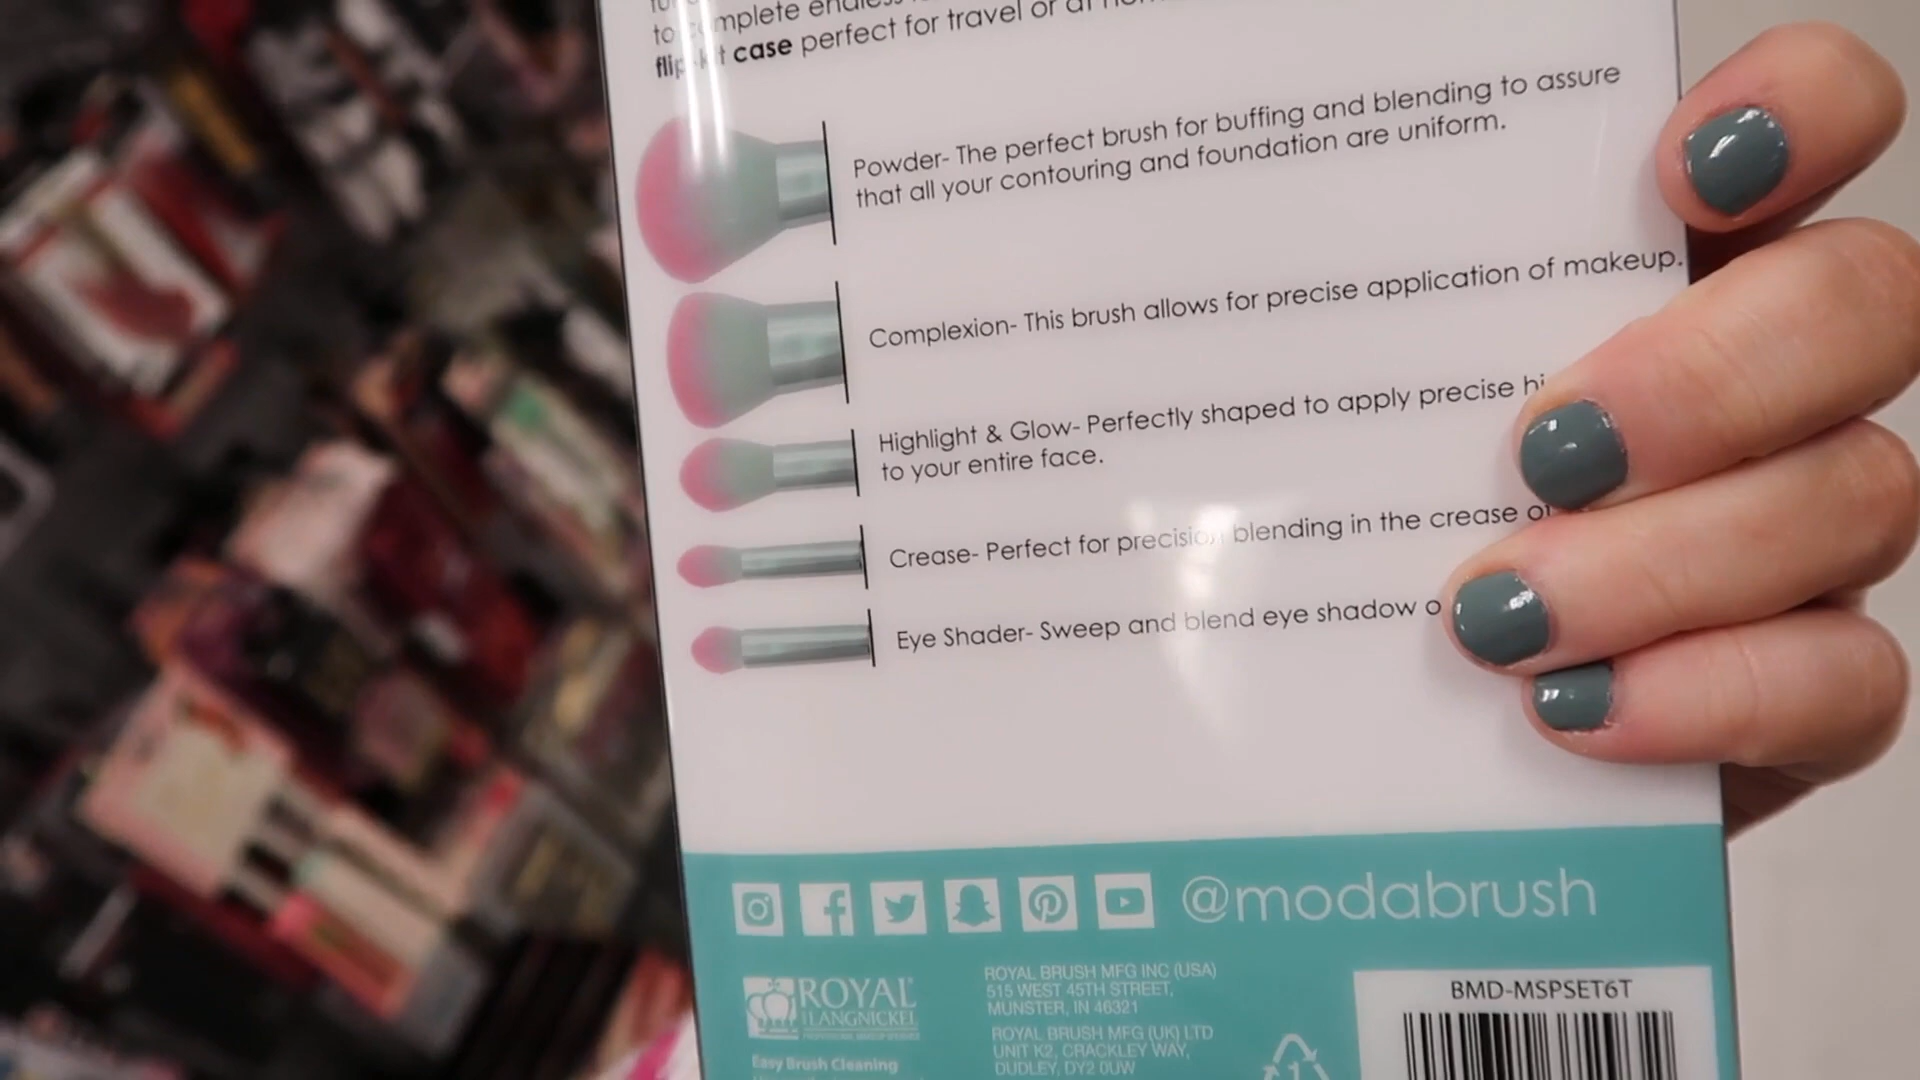 to complete
flip kit case perfect for travel or at
Powder- The perfect brush for buffing and blending to assure
that all your contouring and foundation are uniform.
Complexion- This brush allows for precise application of makeup.
Highlight & Glow- Perfectly shaped to apply precise
to your entire face.
Crease- Perfect for precision blending in the crease
Eye Shader- Sweep and blend eye shadow
@modabrush
ROYAL
LANGNICKEL
Easy Brush Cleaning
ROYAL BRUSH MFG INC (USA)
515 WEST 45TH STREET,
MUNSTER, IN 46321
ROYAL BRUSH MFG (UK) LTD
UNIT K2, CRACKLEY WAY,
DUDLEY, DY2 0UW
BMD-MSPSET6T
1